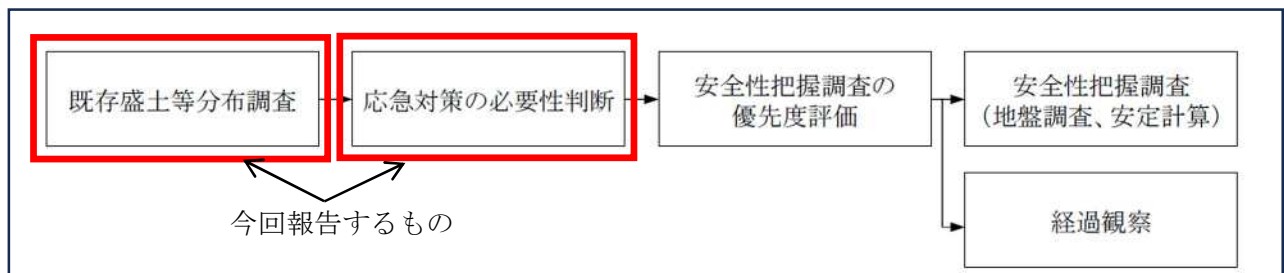 既存盛土等分布調査
応急対策の必要性判断
安全性把握調査の
優先度評価
安全性把握調査
(地盤調査、安定計算)
経過観察
今回報告するもの